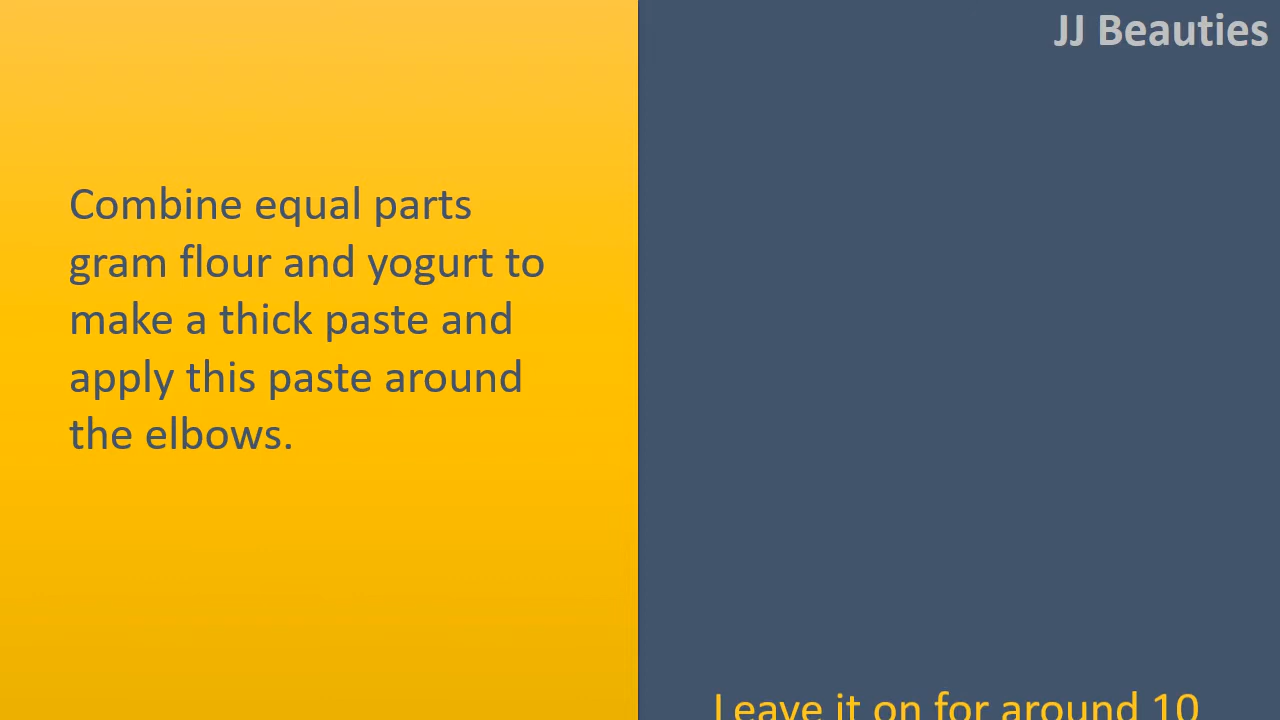 JJ Beauties
Combine equal parts
gram flour and yogurt to
make a thick paste and
apply this paste around
the elbows.
Leave it on for around 10